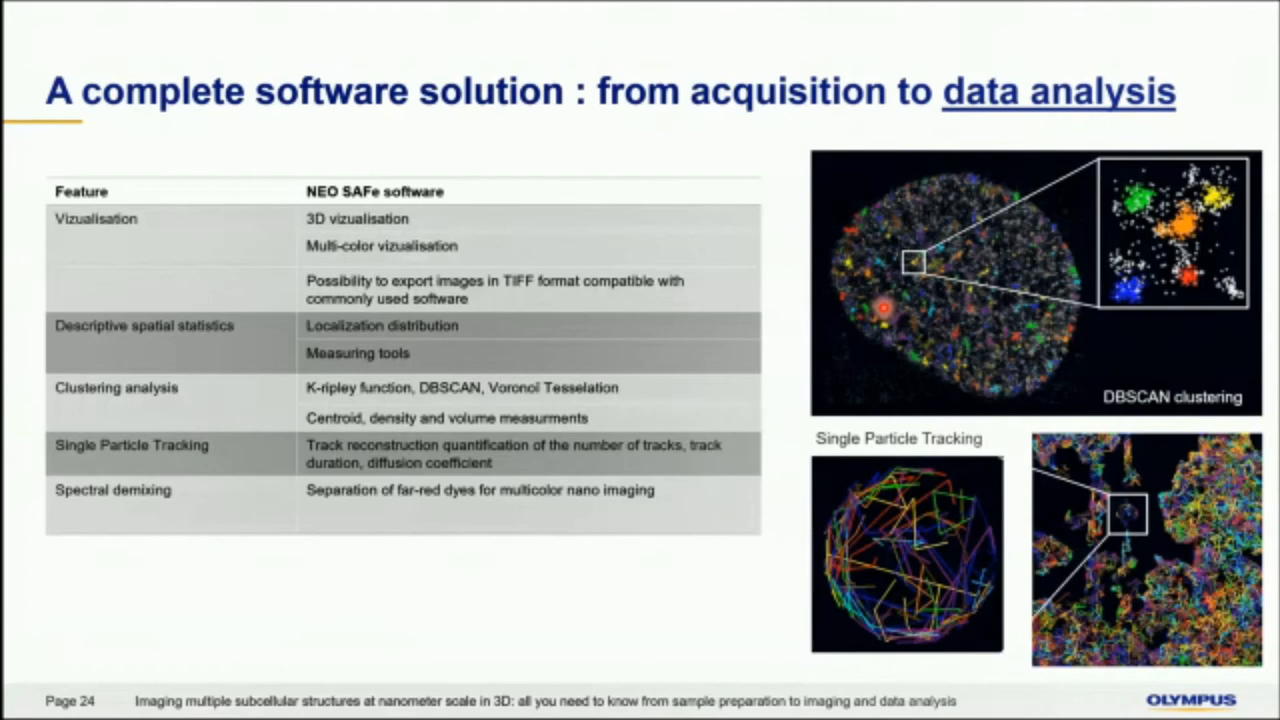 A complete software solution : from acquisition to data analysis
Feature
NEO SAFe software
Vizualisation
3D vizualisation
Multi-color vizualisation
Possibility to export images in TIFF format compatible with
commonly used software
Descriptive spatial statistics
Localization distribution
Measuring tools
Clustering analysis
K-ripley function, DBSCAN, Voronoï Tesselation
Centroid, density and volume measurments
Single Particle Tracking
Track reconstruction quantification of the number of tracks, track
duration, diffusion coefficient
Spectral demixing
Separation of far-red dyes for multicolor nano imaging
DBSCAN clustering
Single Particle Tracking
Page 24
Imaging multiple subcellular structures at nanometer scale in 3D: all you need to know from sample preparation to imaging and data analysis
OLYMPUS